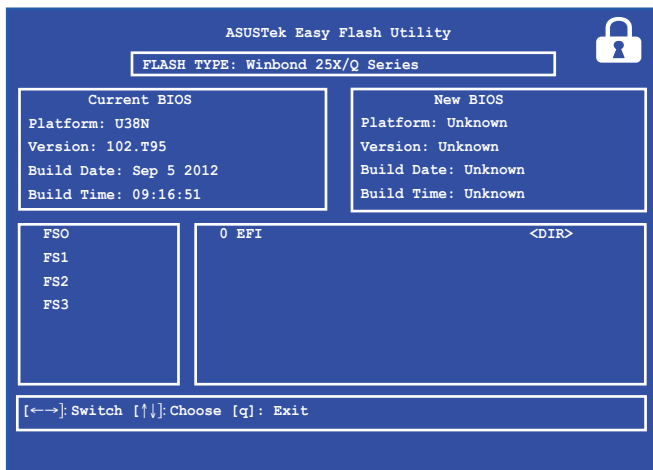 ASUSTek Easy Flash Utility
FLASH TYPE: Winbond 25X/Q Series
Current BIOS
Platform: U38N
Version: 102.T95
Build Date: Sep 5 2012
Build Time: 09:16:51
New BIOS
Platform: Unknown
Version: Unknown
Build Date: Unknown
Build Time: Unknown
FSO
FS1
FS2
FS3
0 EFI <DIR>
[←→]: Switch [↑↓]: Choose [q]: Exit